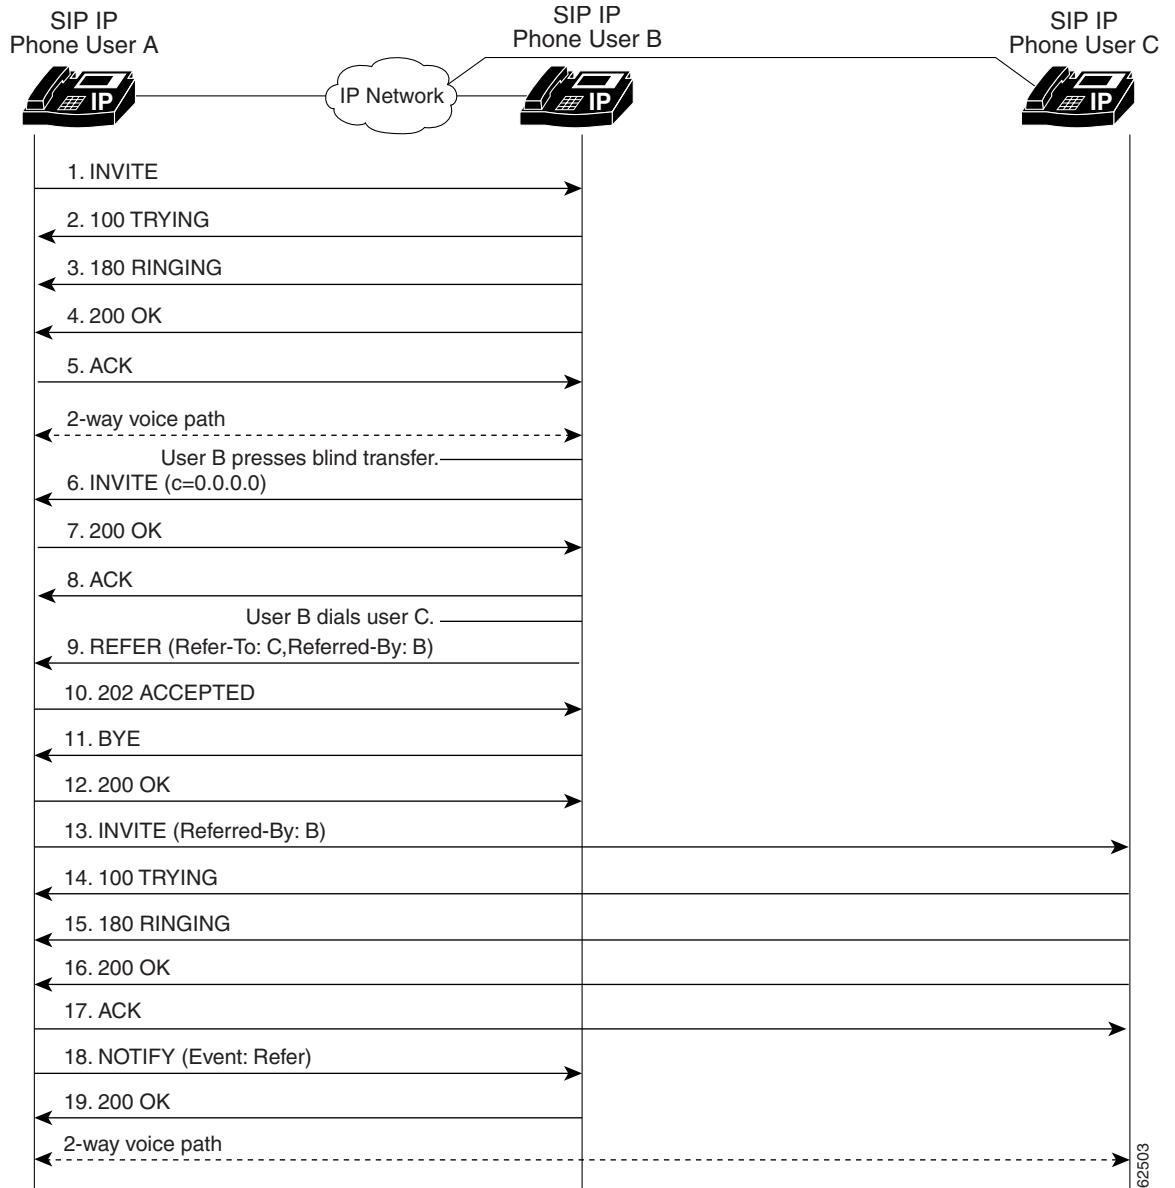 SIP IP
Phone User A
SIP IP
Phone User B
SIP IP
Phone User C
IP
IP Network
IP
IP
1. INVITE
2. 100 TRYING
3. 180 RINGING
4. 200 OK
5. ACK
2-way voice path
User B presses blind transfer.
6. INVITE (c=0.0.0.0)
7. 200 OK
8. ACK
User B dials user C.
9. REFER (Refer-To: C,Referred-By: B)
10. 202 ACCEPTED
11. BYE
12. 200 OK
13. INVITE (Referred-By: B)
14. 100 TRYING
15. 180 RINGING
16. 200 OK
17. ACK
18. NOTIFY (Event: Refer)
19. 200 OK
2-way voice path
62503